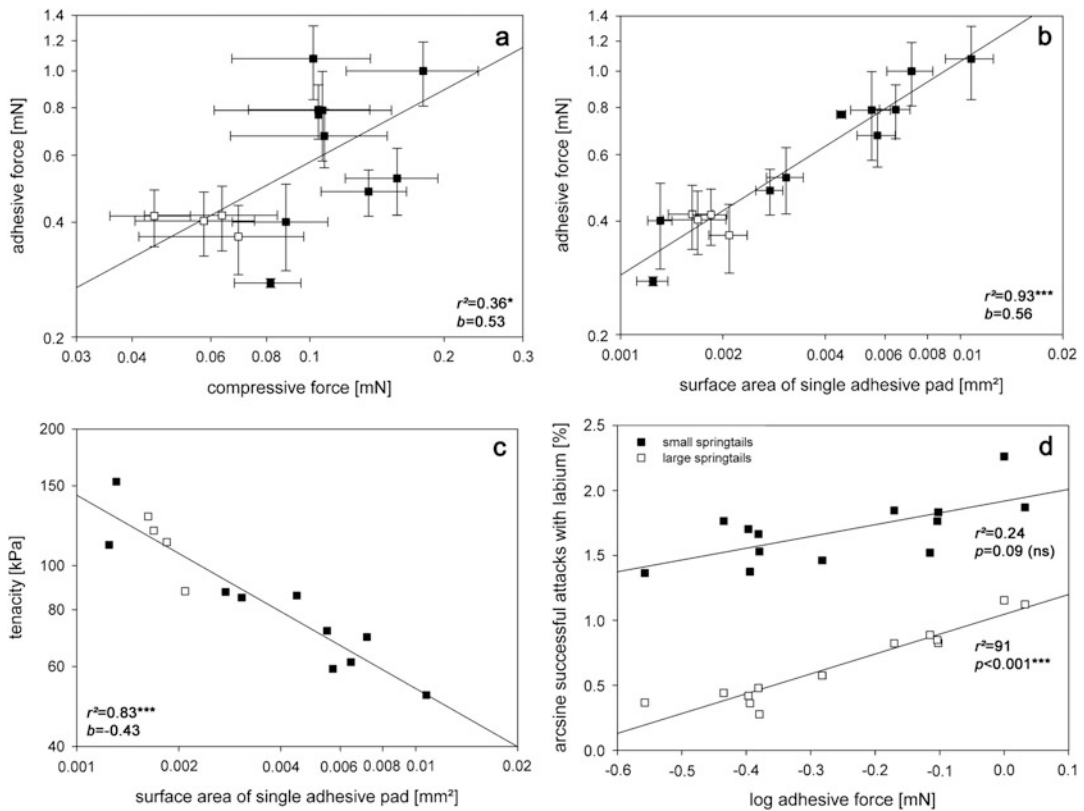 a
1.4
1.2
1.0
0.8
0.6
0.4
0.2
adhesive force [mN]
0.03 0.04 0.06 0.08 0.1 0.2 0.3
compressive force [mN]
r²=0.36*
b=0.53
b
1.4
1.2
1.0
0.8
0.6
0.4
0.2
adhesive force [mN]
0.001 0.002 0.004 0.006 0.008 0.01 0.02
surface area of single adhesive pad [mm²]
r²=0.93***
b=0.56
c
200
150
100
80
60
40
tenacity [kPa]
0.001 0.002 0.004 0.006 0.008 0.01 0.02
surface area of single adhesive pad [mm²]
r²=0.83***
b=-0.43
d
2.5
2.0
1.5
1.0
0.5
0.0
arcsine successful attacks with labium [%]
small springtails
large springtails
r²=0.24
p=0.09 (ns)
r²=91
p<0.001***
-0.6 -0.5 -0.4 -0.3 -0.2 -0.1 0.0 0.1
log adhesive force [mN]